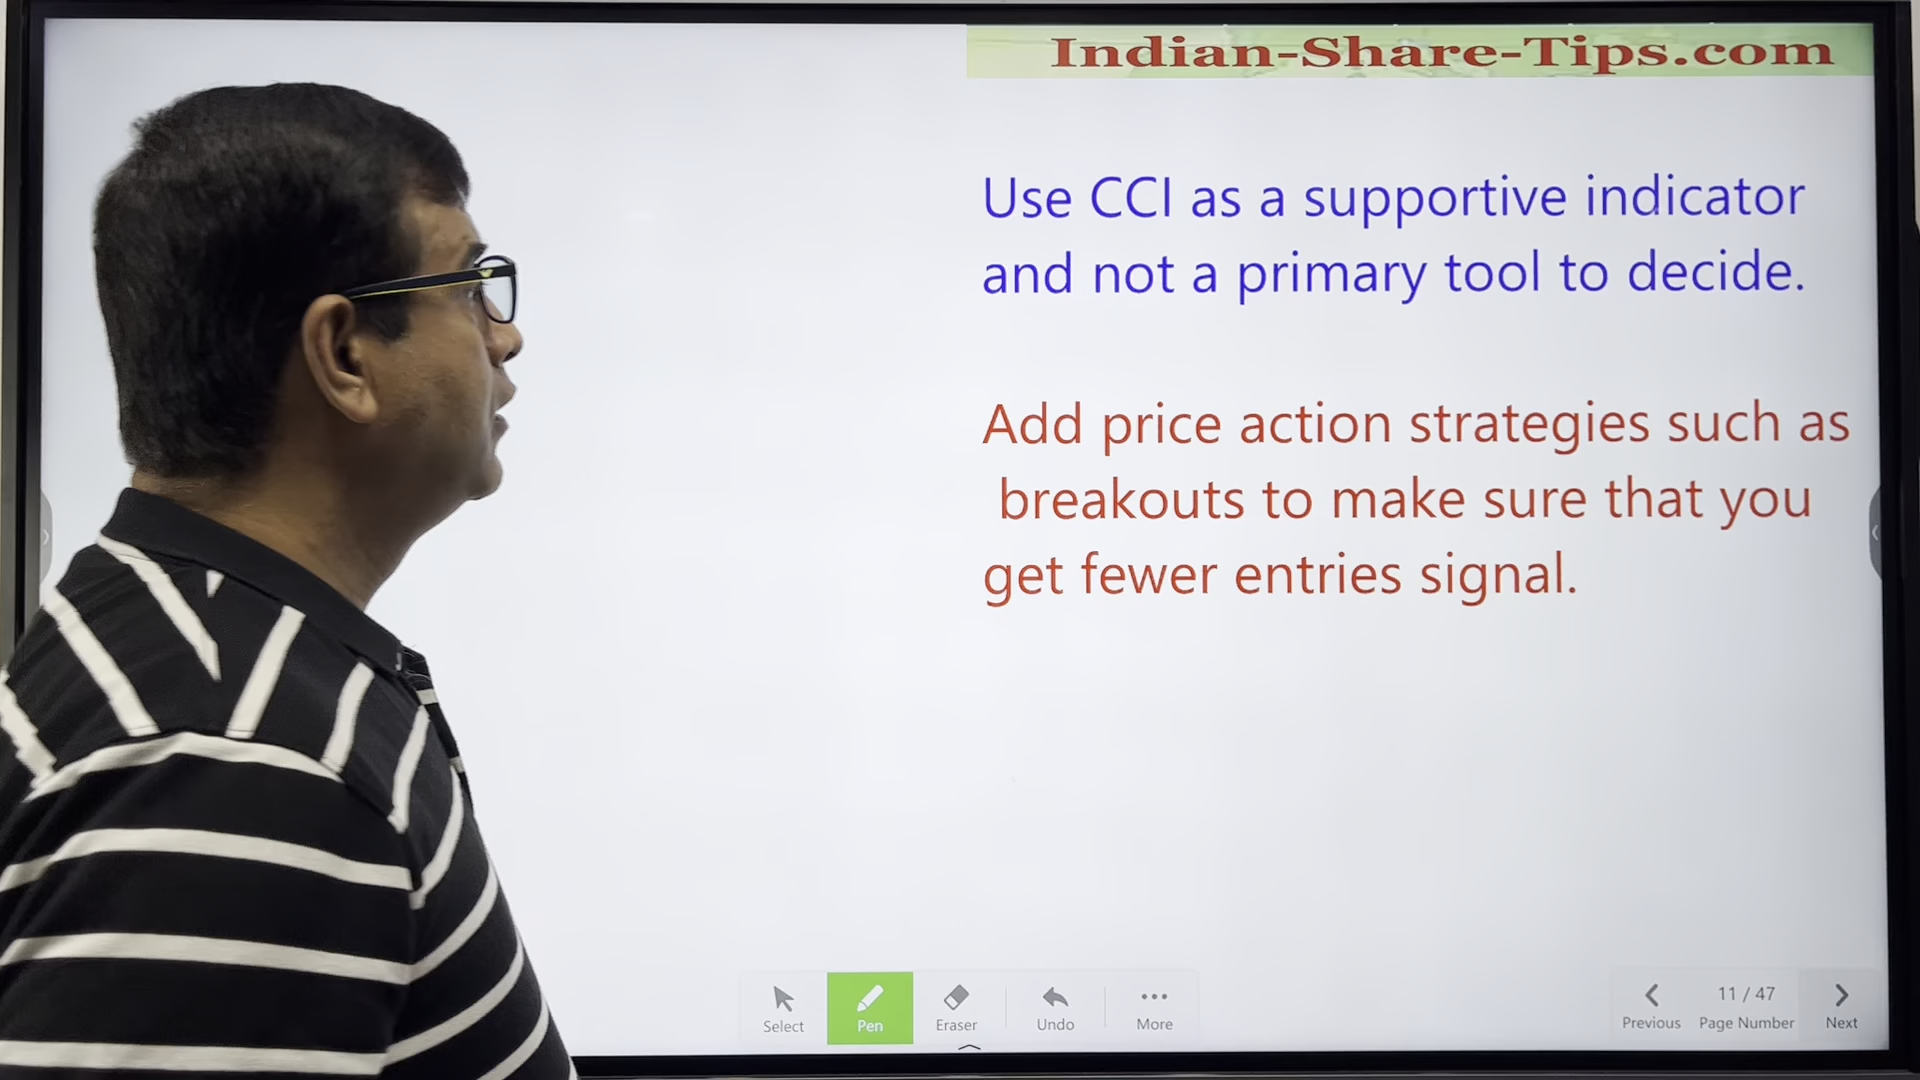 Indian-Share-Tips.com
Use CCI as a supportive indicator
and not a primary tool to decide.
Add price action strategies such as
breakouts to make sure that you
get fewer entries signal.
Select
Pen
Eraser
Undo
More
Previous
11 / 47
Page Number
Next